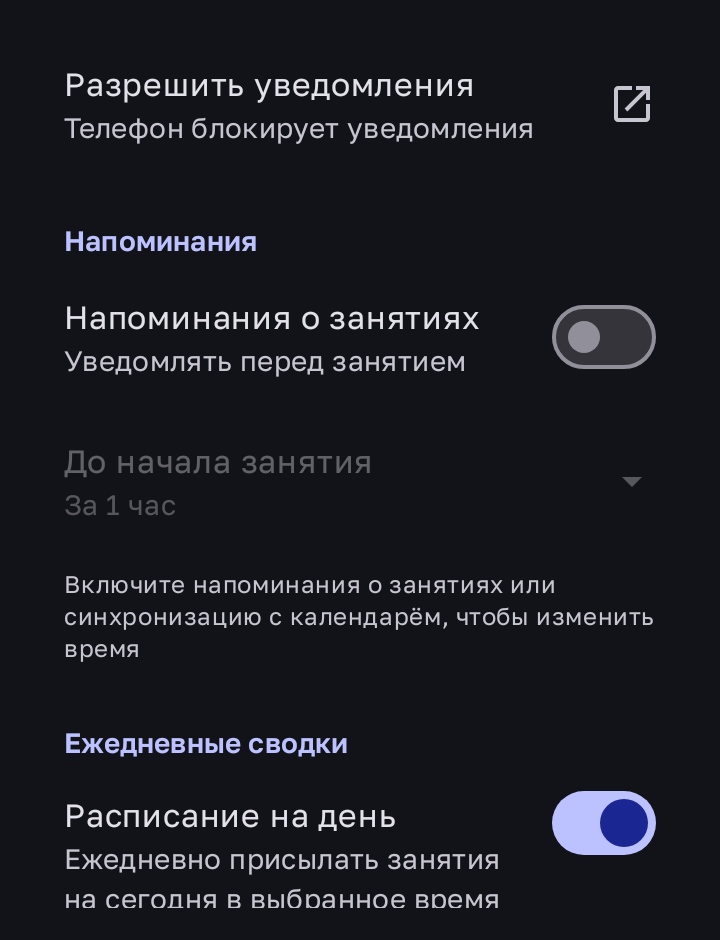 Разрешить уведомления
Телефон блокирует уведомления
Напоминания
Напоминания о занятиях
Уведомлять перед занятием
До начала занятия
За 1 час
Включите напоминания о занятиях или
синхронизацию с календарём, чтобы изменить
время
Ежедневные сводки
Расписание на день
Ежедневно присылать занятия
на сегодня в выбранное время